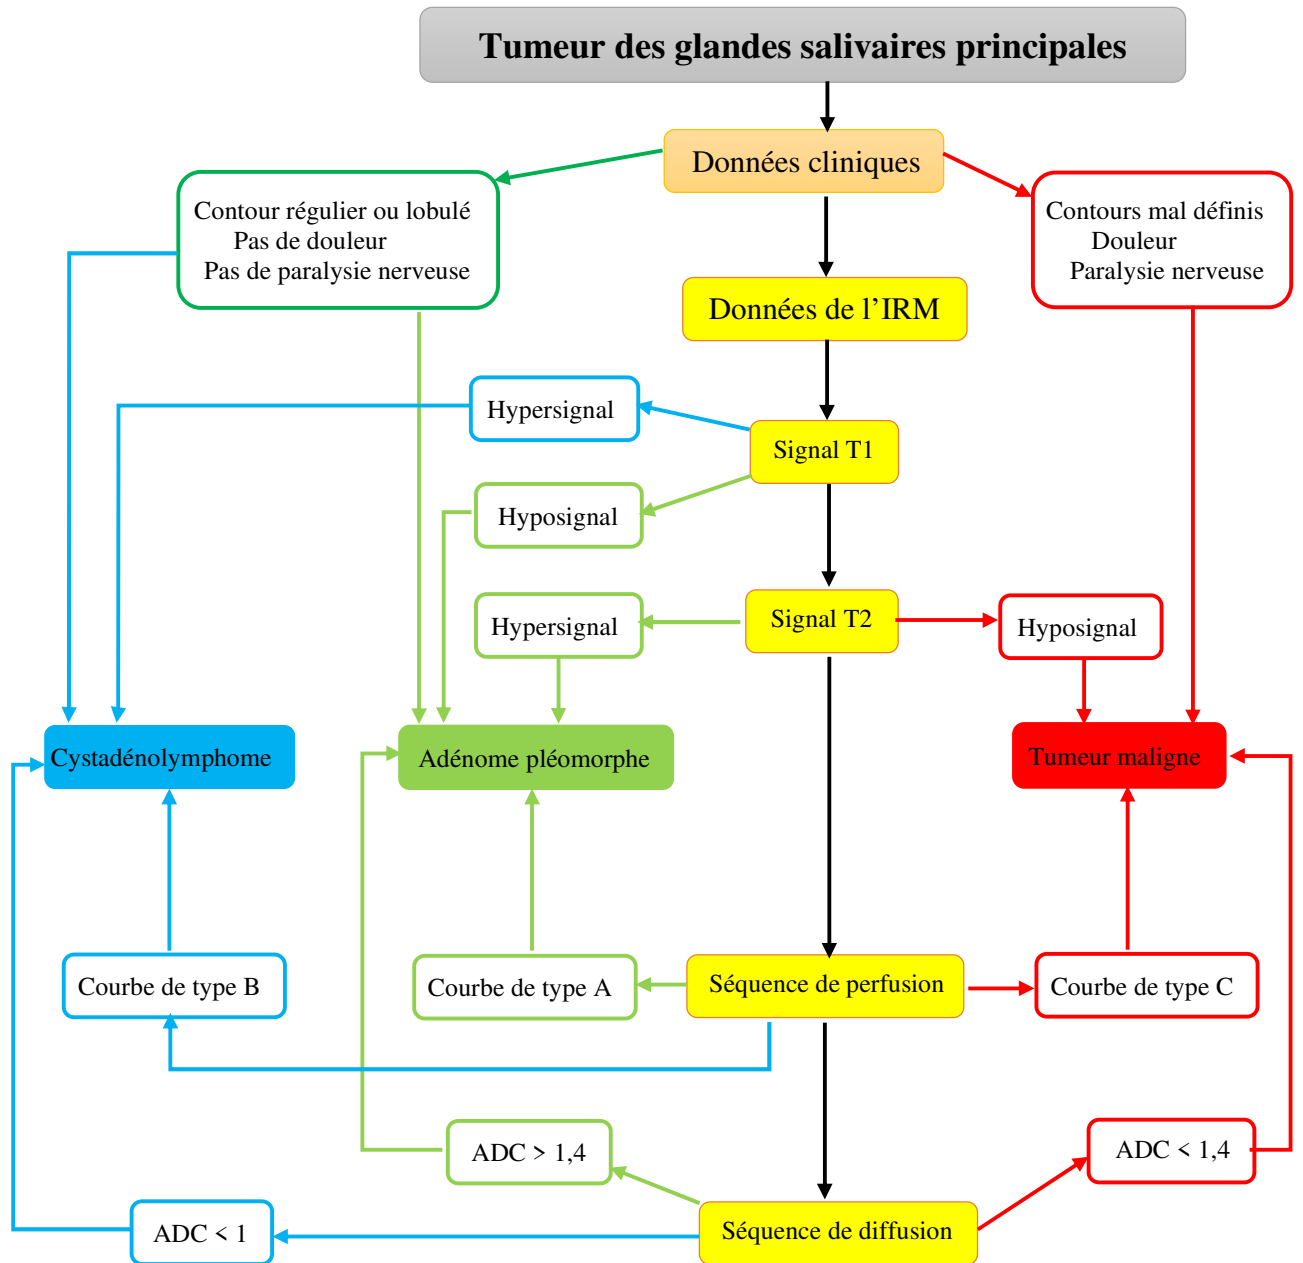 Tumeur des glandes salivaires principales
Données cliniques
Contour régulier ou lobulé
Pas de douleur
Pas de paralysie nerveuse
Contours mal définis
Douleur
Paralysie nerveuse
Données de l’IRM
Hypersignal
Signal T1
Hyposignal
Hypersignal
Signal T2
Hyposignal
Cystadénolymphome
Adénome pléomorphe
Tumeur maligne
Courbe de type B
Courbe de type A
Séquence de perfusion
Courbe de type C
ADC > 1,4
ADC < 1,4
ADC < 1
Séquence de diffusion